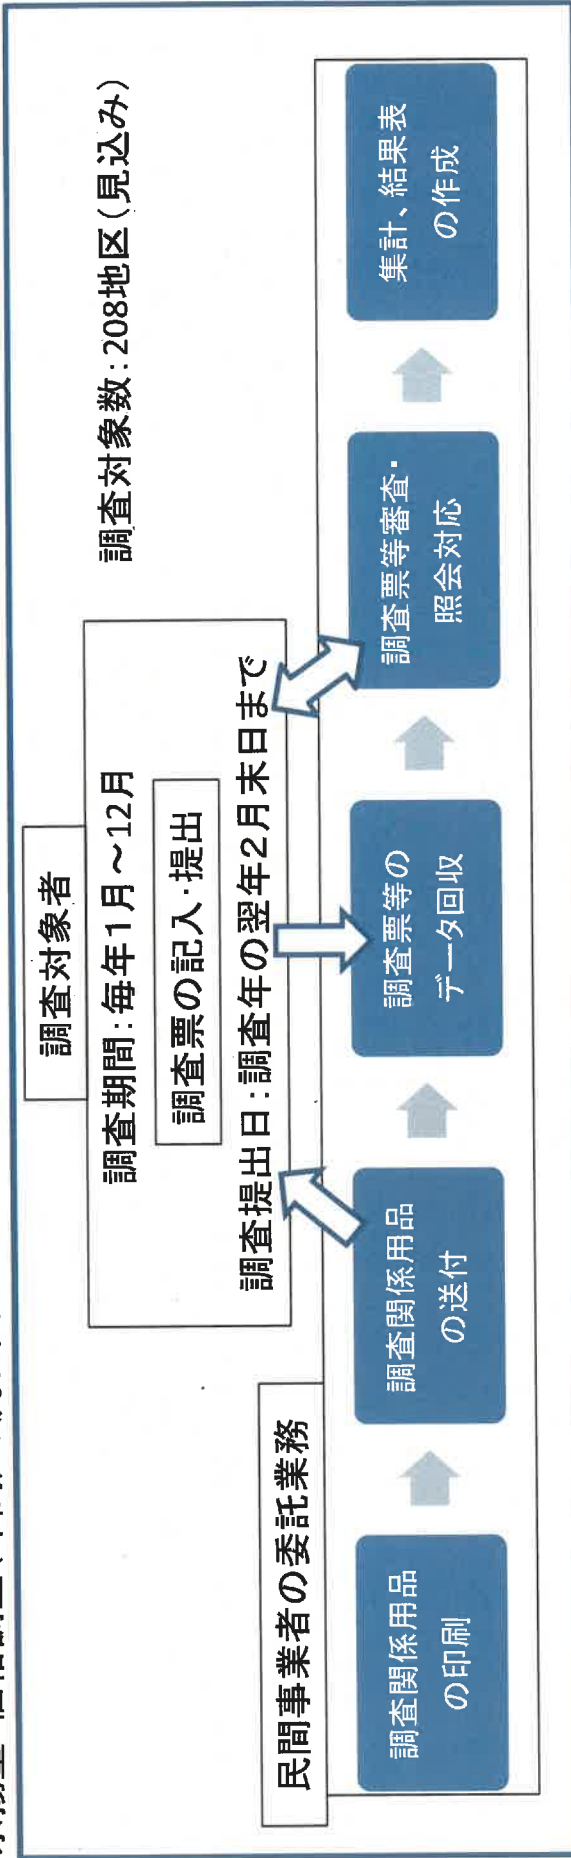 調査対象数:208地区(見込み)
調査対象者
調査期間:毎年1月~12月
調査票の記入・提出
調査提出日:調査年の翌年2月末日まで
民間事業者の委託業務
調査関係用品
の印刷
調査関係用品
の送付
調査票等の
データ回収
調査票等審査・
照会対応
集計、結果表
の作成